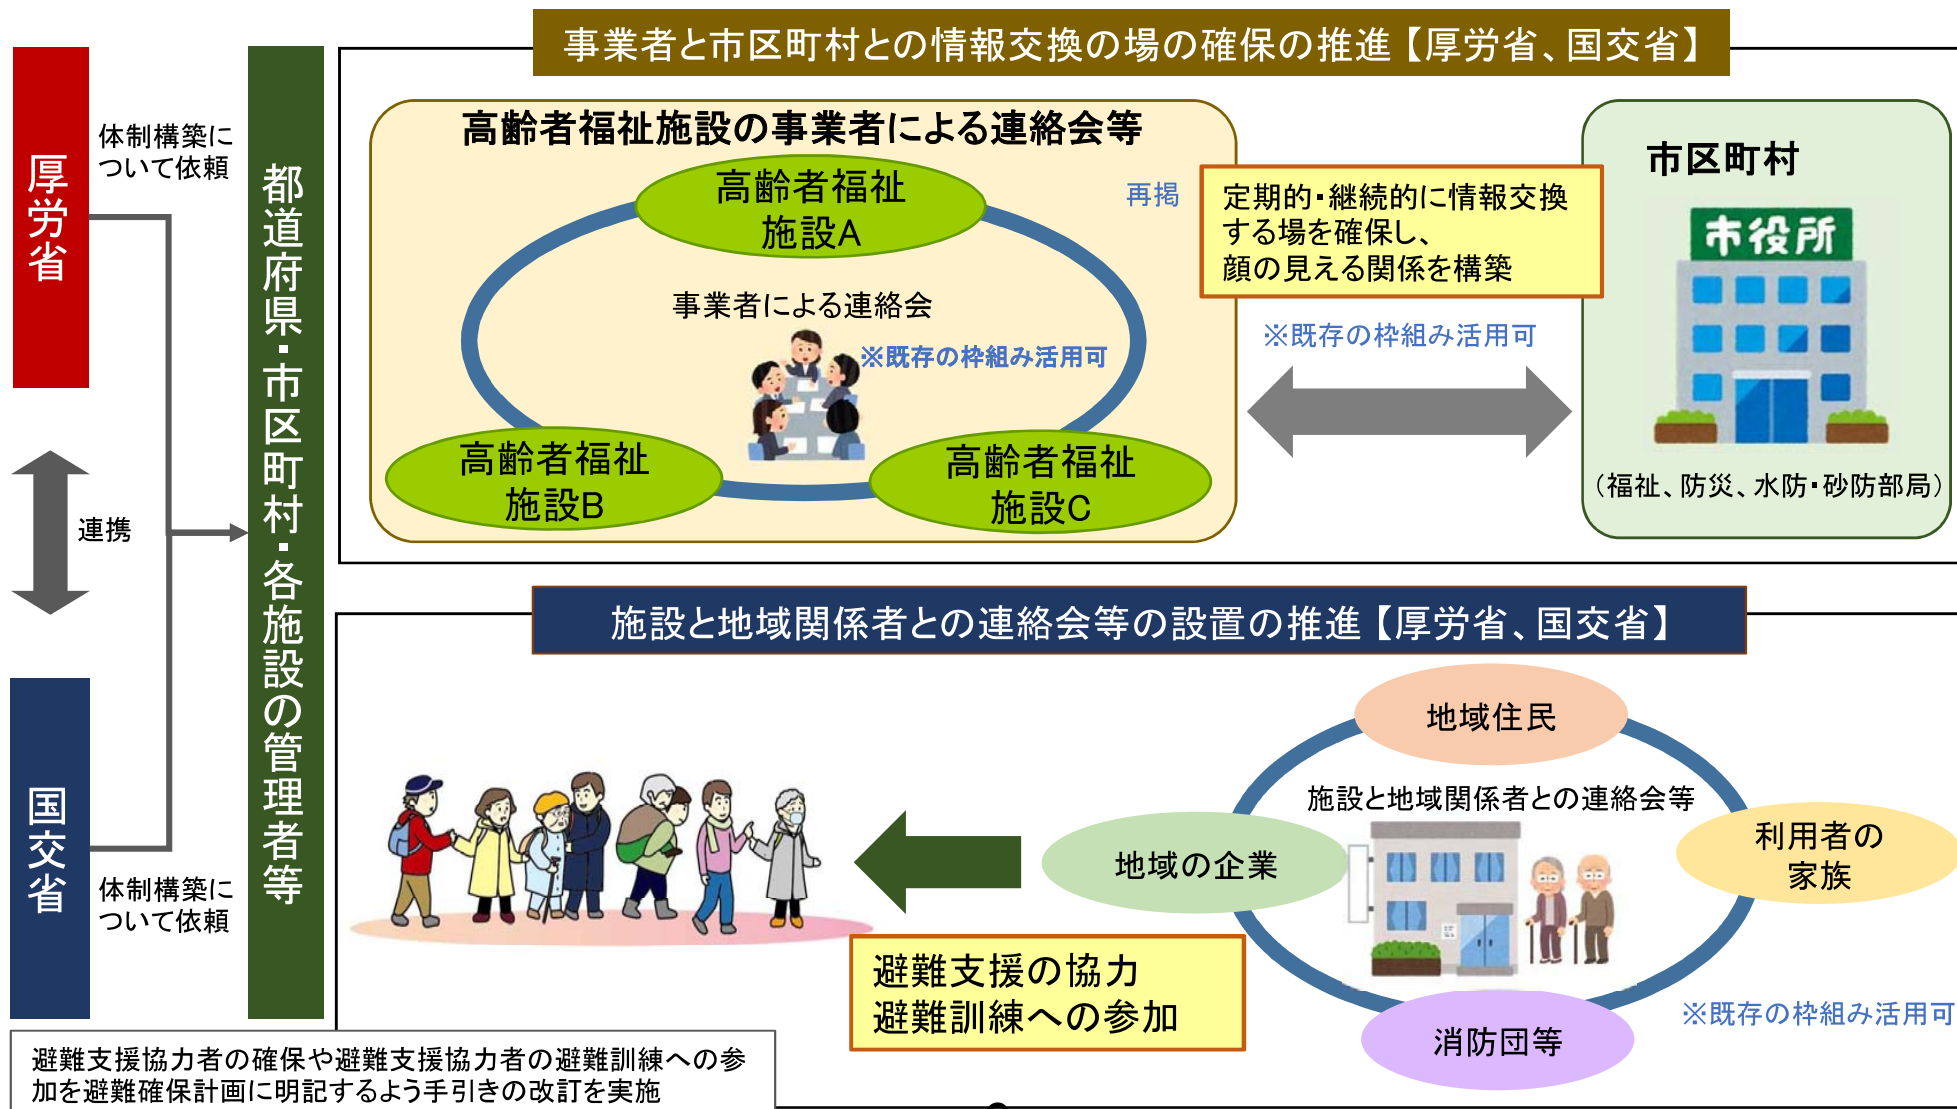 事業者と市区町村との情報交換の場の確保の推進【厚労省、国交省】
厚労省
体制構築に
ついて依頼
都道府県・市区町村・各施設の管理者等
連携
国交省
体制構築に
ついて依頼
高齢者福祉施設の事業者による連絡会等
高齢者福祉
施設A
再掲
事業者による連絡会
※既存の枠組み活用可
高齢者福祉
施設B
高齢者福祉
施設C
定期的・継続的に情報交換
する場を確保し、
顔の見える関係を構築
※既存の枠組み活用可
市区町村
市役所
(福祉、防災、水防・砂防部局)
施設と地域関係者との連絡会等の設置の推進【厚労省、国交省】
地域住民
施設と地域関係者との連絡会等
地域の企業
利用者の
家族
消防団等
※既存の枠組み活用可
避難支援の協力
避難訓練への参加
避難支援協力者の確保や避難支援協力者の避難訓練への参
加を避難確保計画に明記するよう手引きの改訂を実施